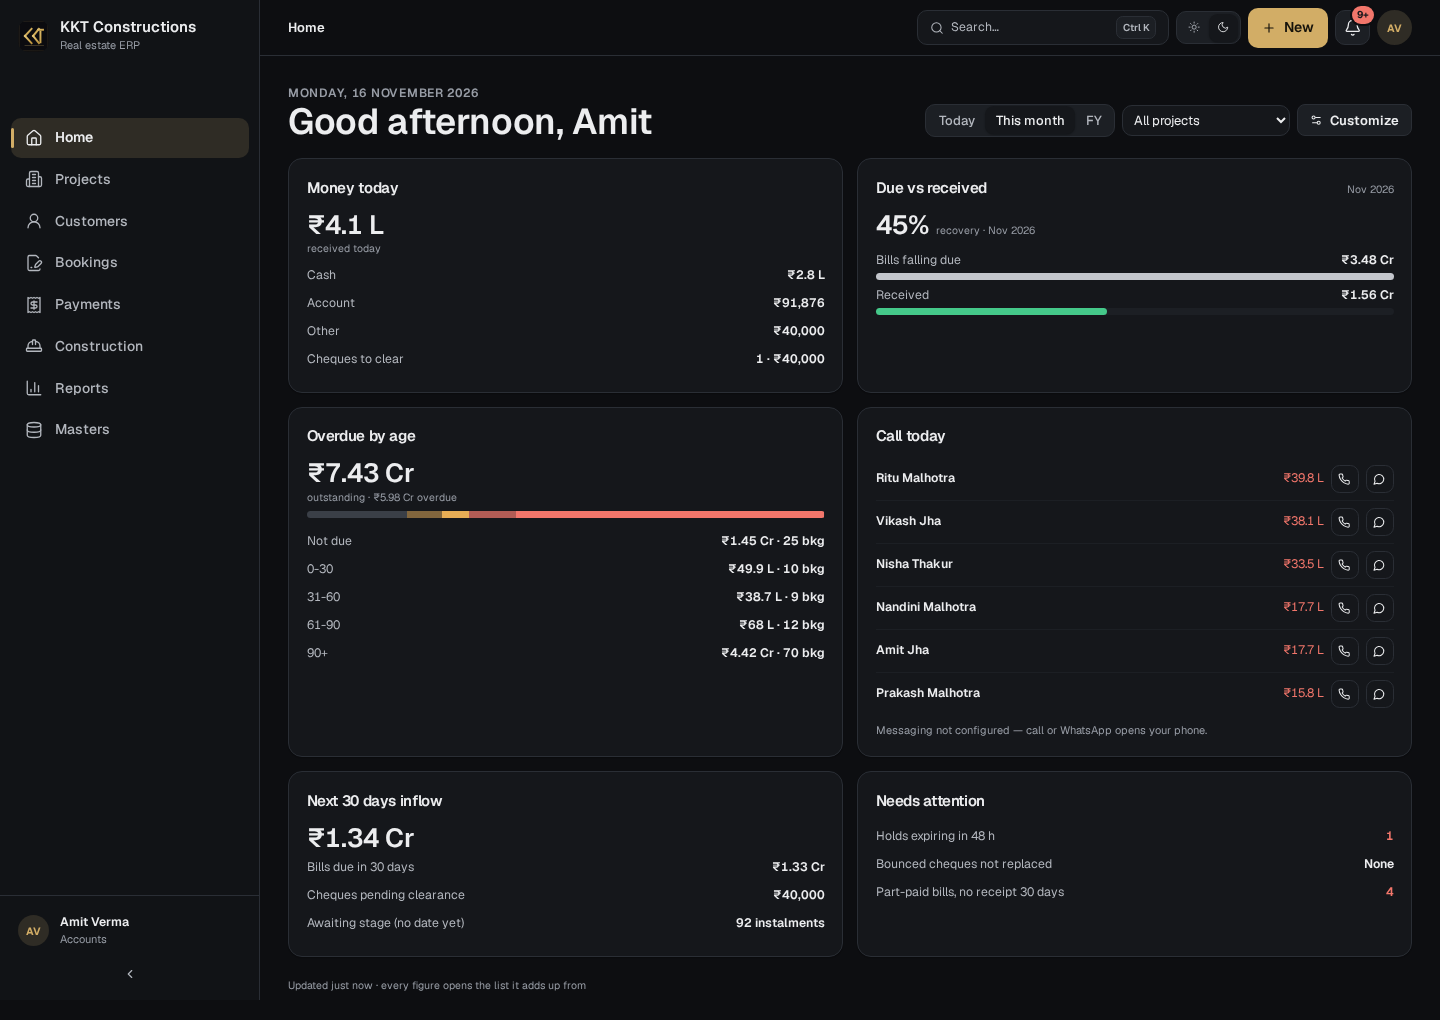 KKT Constructions
Real estate ERP
Home
Projects
Customers
Bookings
Payments
Construction
Reports
Masters
Amit Verma
Accounts
AV
Home
Search...
Ctrl K
New
9+
AV
MONDAY, 16 NOVEMBER 2026
Good afternoon, Amit
Today This month FY
All projects
Customize
Money today
₹4.1 L
received today
Cash ₹2.8 L
Account ₹91,876
Other ₹40,000
Cheques to clear 1 · ₹40,000
Due vs received Nov 2026
45% recovery · Nov 2026
Bills falling due ₹3.48 Cr
Received ₹1.56 Cr
Overdue by age
₹7.43 Cr
outstanding · ₹5.98 Cr overdue
Not due ₹1.45 Cr · 25 bkg
0-30 ₹49.9 L · 10 bkg
31-60 ₹38.7 L · 9 bkg
61-90 ₹68 L · 12 bkg
90+ ₹4.42 Cr · 70 bkg
Call today
Ritu Malhotra ₹39.8 L
Vikash Jha ₹38.1 L
Nisha Thakur ₹33.5 L
Nandini Malhotra ₹17.7 L
Amit Jha ₹17.7 L
Prakash Malhotra ₹15.8 L
Messaging not configured — call or WhatsApp opens your phone.
Next 30 days inflow
₹1.34 Cr
Bills due in 30 days ₹1.33 Cr
Cheques pending clearance ₹40,000
Awaiting stage (no date yet) 92 instalments
Needs attention
Holds expiring in 48 h 1
Bounced cheques not replaced None
Part-paid bills, no receipt 30 days 4
Updated just now · every figure opens the list it adds up from